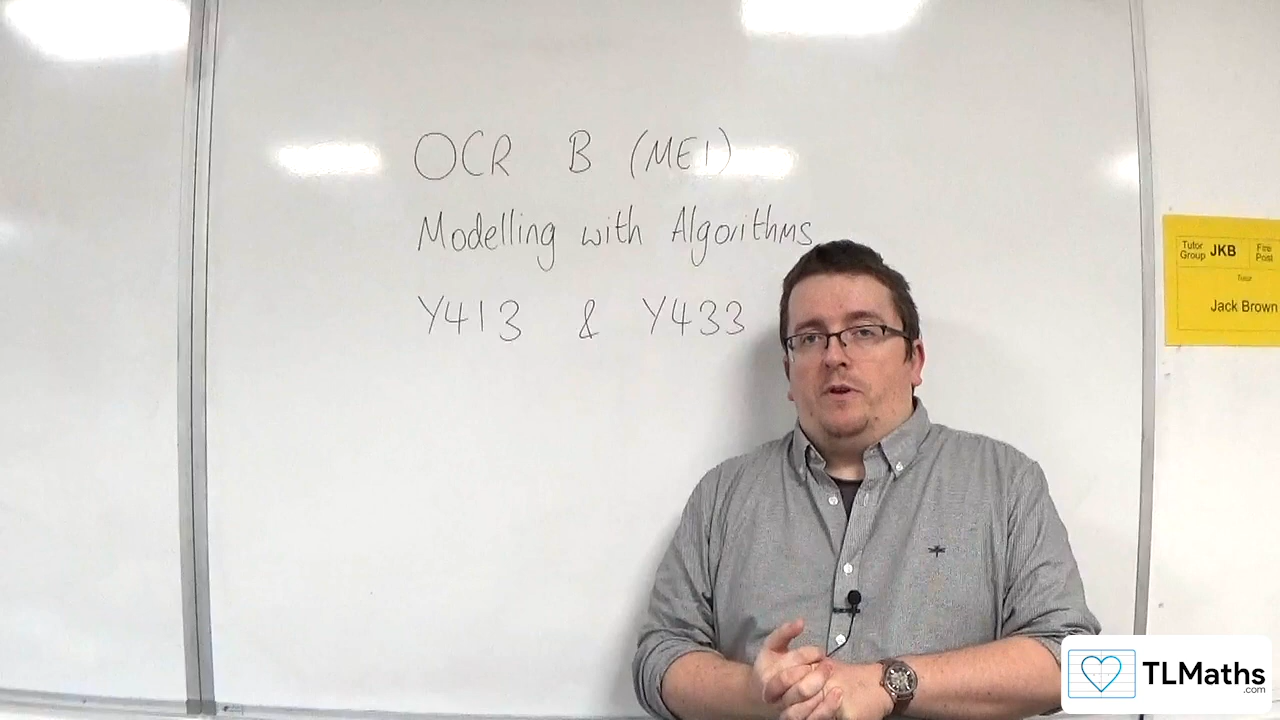 OCR B (MEI)
Modelling with Algorithms
Y413 & Y433
Tutor Group JKB Fire Post
Tutor
Jack Brown
TLMaths
.com